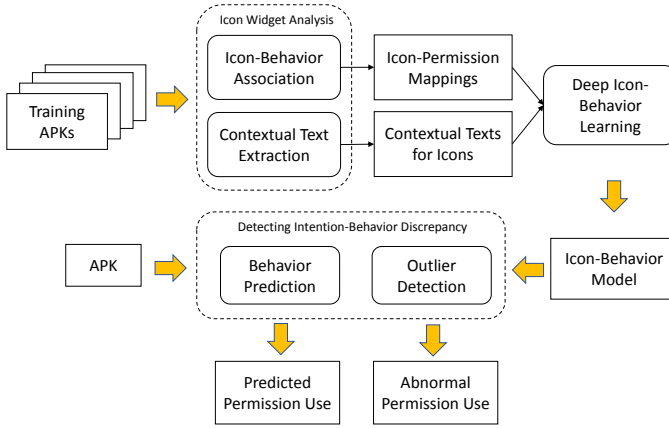 Icon Widget Analysis
Training
APKs
Icon-Behavior
Association
Icon-Permission
Mappings
Contextual Text
Extraction
Contextual Texts
for Icons
Deep Icon-
Behavior
Learning
Detecting Intention-Behavior Discrepancy
APK
Behavior
Prediction
Outlier
Detection
Icon-Behavior
Model
Predicted
Permission Use
Abnormal
Permission Use